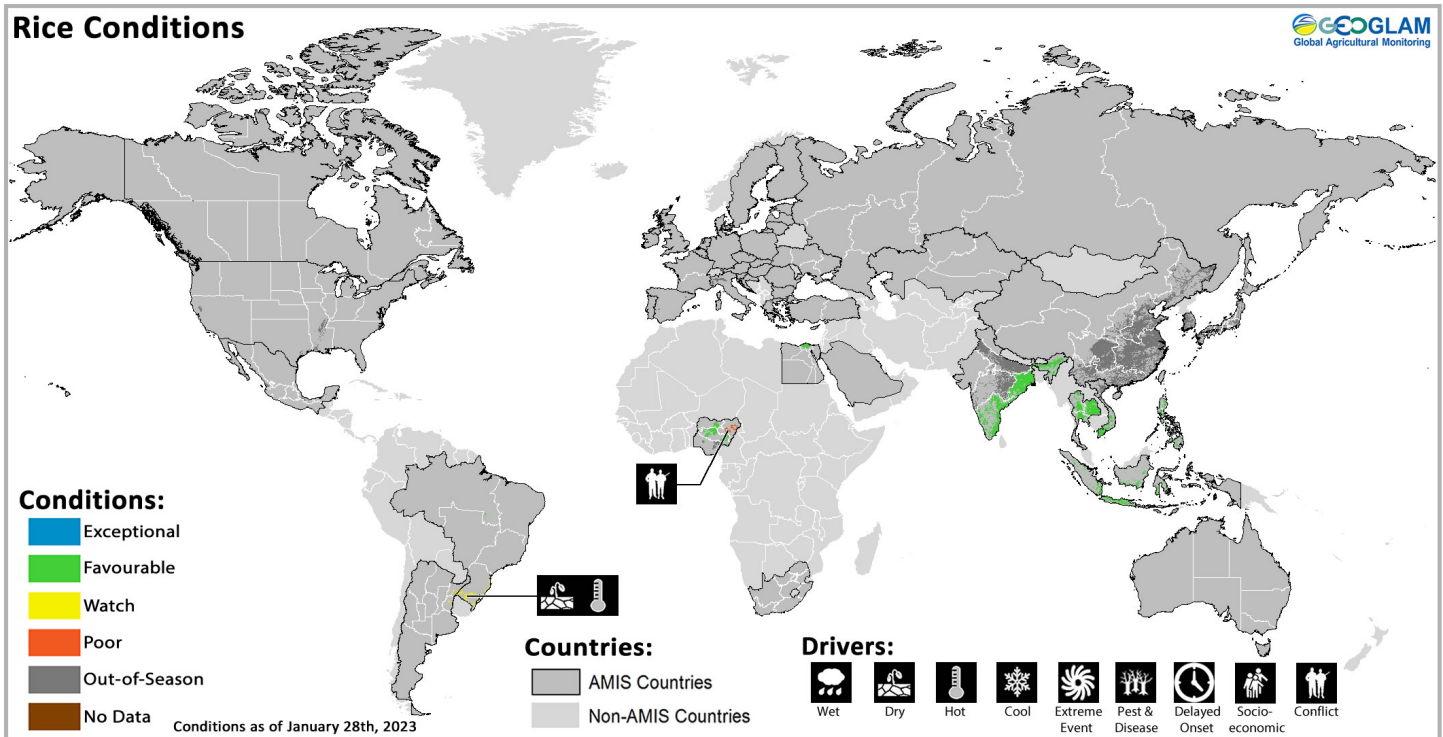 Rice Conditions
GEOGLAM
Global Agricultural Monitoring
Conditions:
Exceptional
Favourable
Watch
Poor
Out-of-Season
No Data
Conditions as of January 28th, 2023
Countries:
AMIS Countries
Non-AMIS Countries
Drivers:
Wet
Dry
Hot
Cool
Extreme
Event
Pest &
Disease
Delayed
Onset
Socio-
economic
Conflict